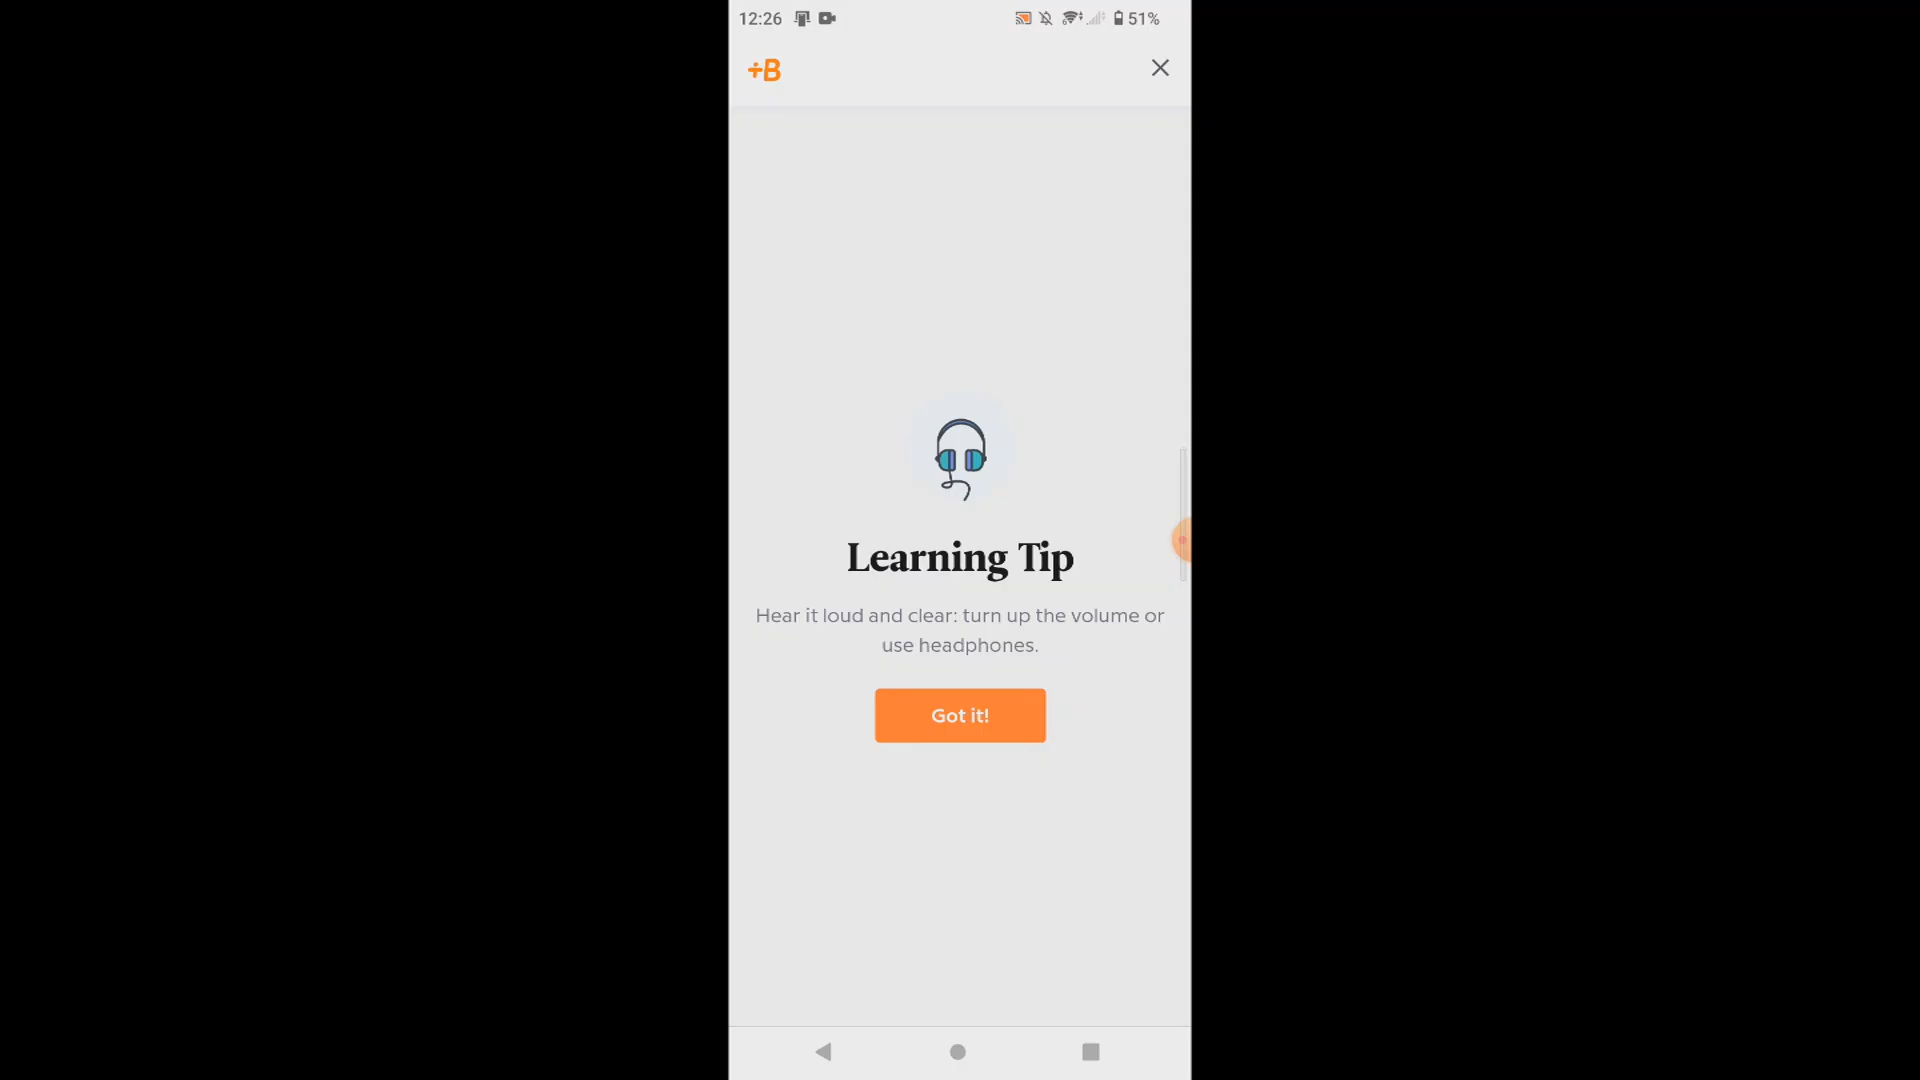 12:26 51%
+B
Learning Tip
Hear it loud and clear: turn up the volume or
use headphones.
Got it!